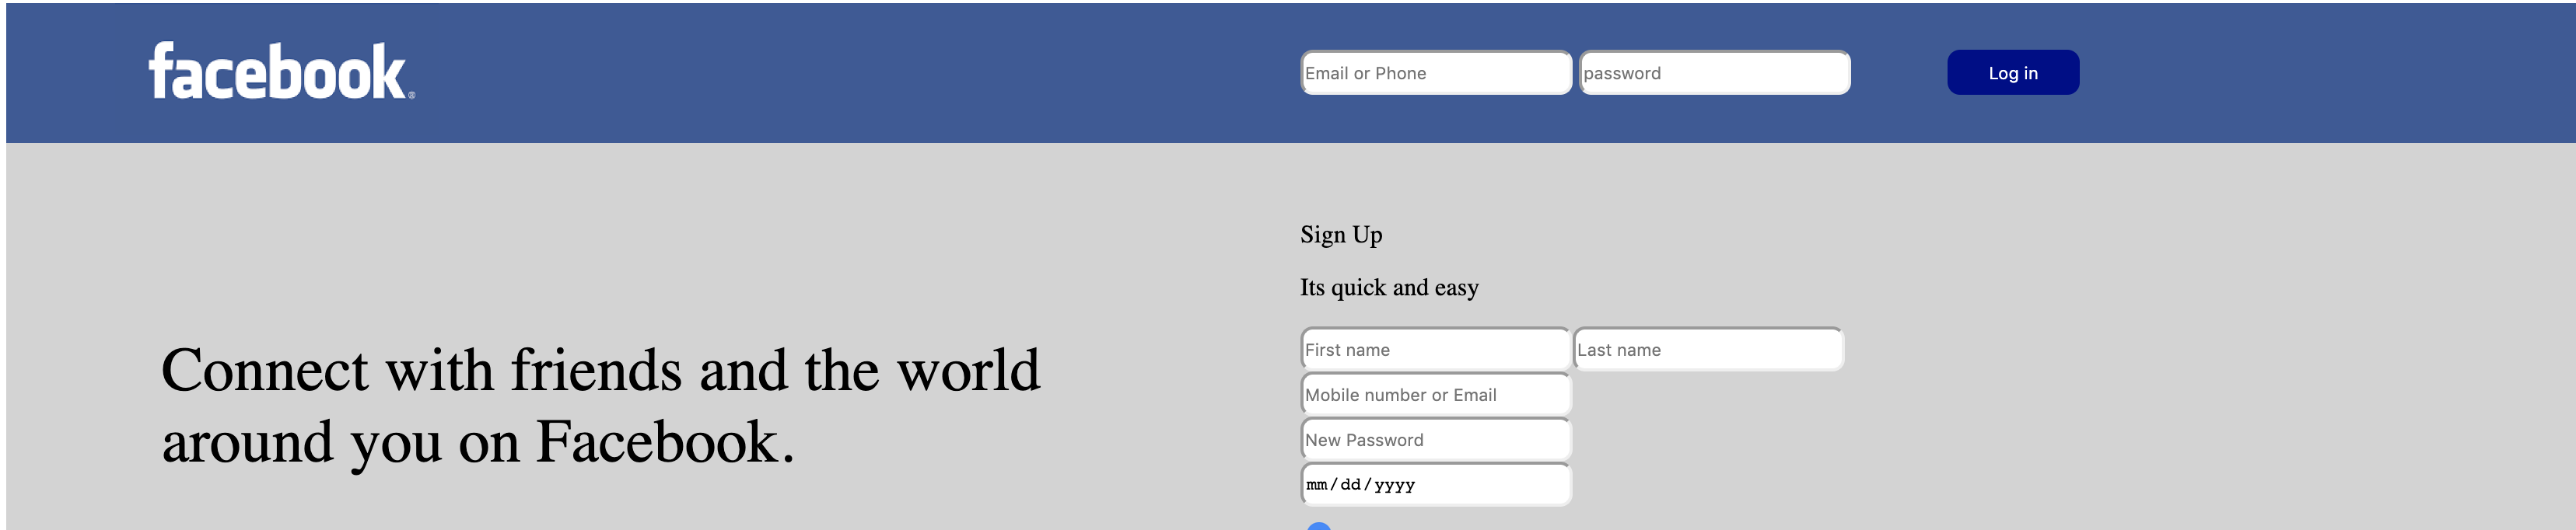 facebook®
Email or Phone password Log in
Sign Up
Its quick and easy
Connect with friends and the world
around you on Facebook.
First name Last name
Mobile number or Email
New Password
mm/dd/yyyy